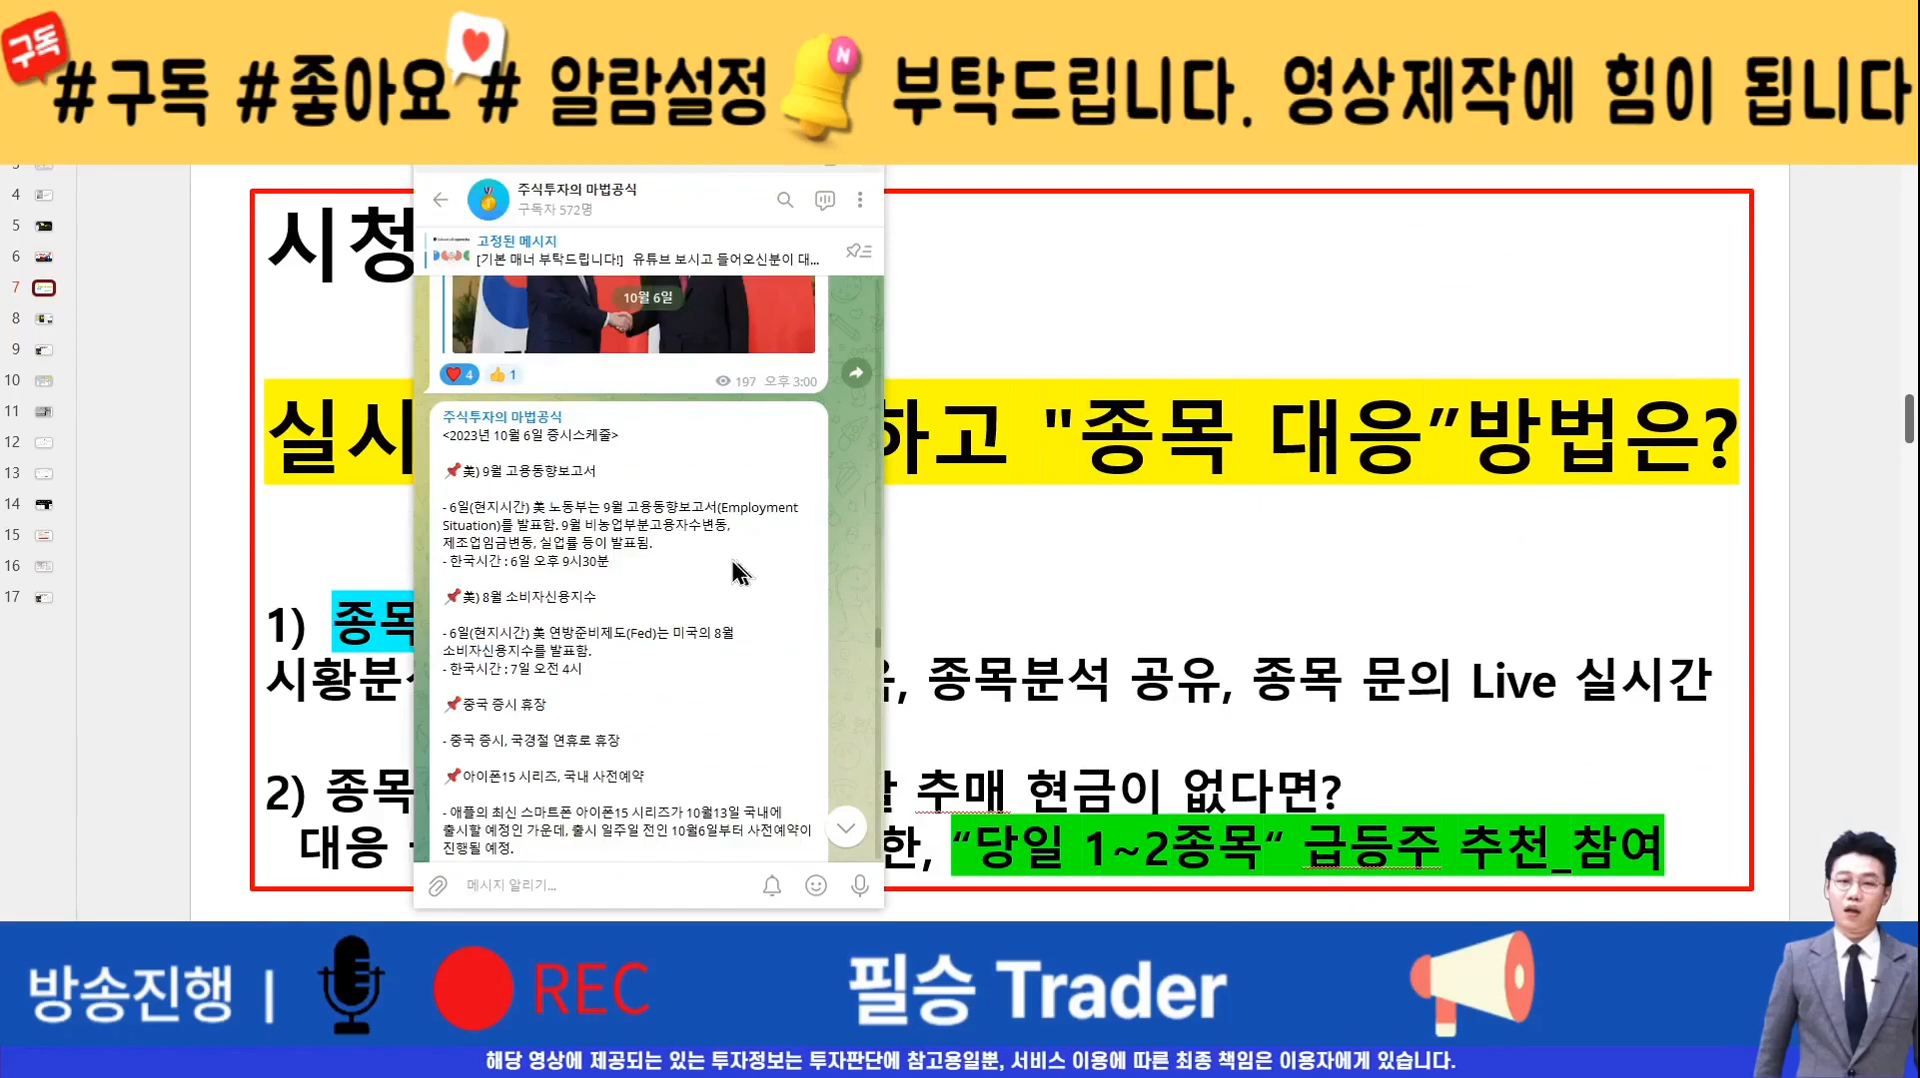 구독
#구독 #좋아요 # 알람설정 N 부탁드립니다. 영상제작에 힘이 됩니다
4
5
6
7
8
9
10
11
12
13
14
15
16
17
시청
실시
하고 "종목 대응”방법은?
1) 종목
시황분
, 종목분석 공유, 종목 문의 Live 실시간
2) 종목
추매 현금이 없다면?
대응
한, “당일 1~2종목“ 급등주 추천_참여
주식투자의 마법공식
구독자 572명
고정된 메시지
[기본 매너 부탁드립니다!] 유튜브 보시고 들어오신분이 대...
10월 6일
4
1
197 오후 3:00
주식투자의 마법공식
<2023년 10월 6일 증시스케줄>
美) 9월 고용동향보고서
- 6일(현지시간) 美 노동부는 9월 고용동향보고서(Employment
Situation)를 발표함. 9월 비농업부분고용자수변동,
제조업임금변동, 실업률 등이 발표됨.
- 한국시간 : 6일 오후 9시30분
美) 8월 소비자신용지수
- 6일(현지시간) 美 연방준비제도(Fed)는 미국의 8월
소비자신용지수를 발표함.
- 한국시간 : 7일 오전 4시
중국 증시 휴장
- 중국 증시, 국경절 연휴로 휴장
아이폰15 시리즈, 국내 사전예약
- 애플의 최신 스마트폰 아이폰15 시리즈가 10월13일 국내에
출시할 예정인 가운데, 출시 일주일 전인 10월6일부터 사전예약이
진행될 예정.
메시지 알리기...
방송진행 |
REC
필승 Trader
해당 영상에 제공되는 있는 투자정보는 투자판단에 참고용일뿐, 서비스 이용에 따른 최종 책임은 이용자에게 있습니다.